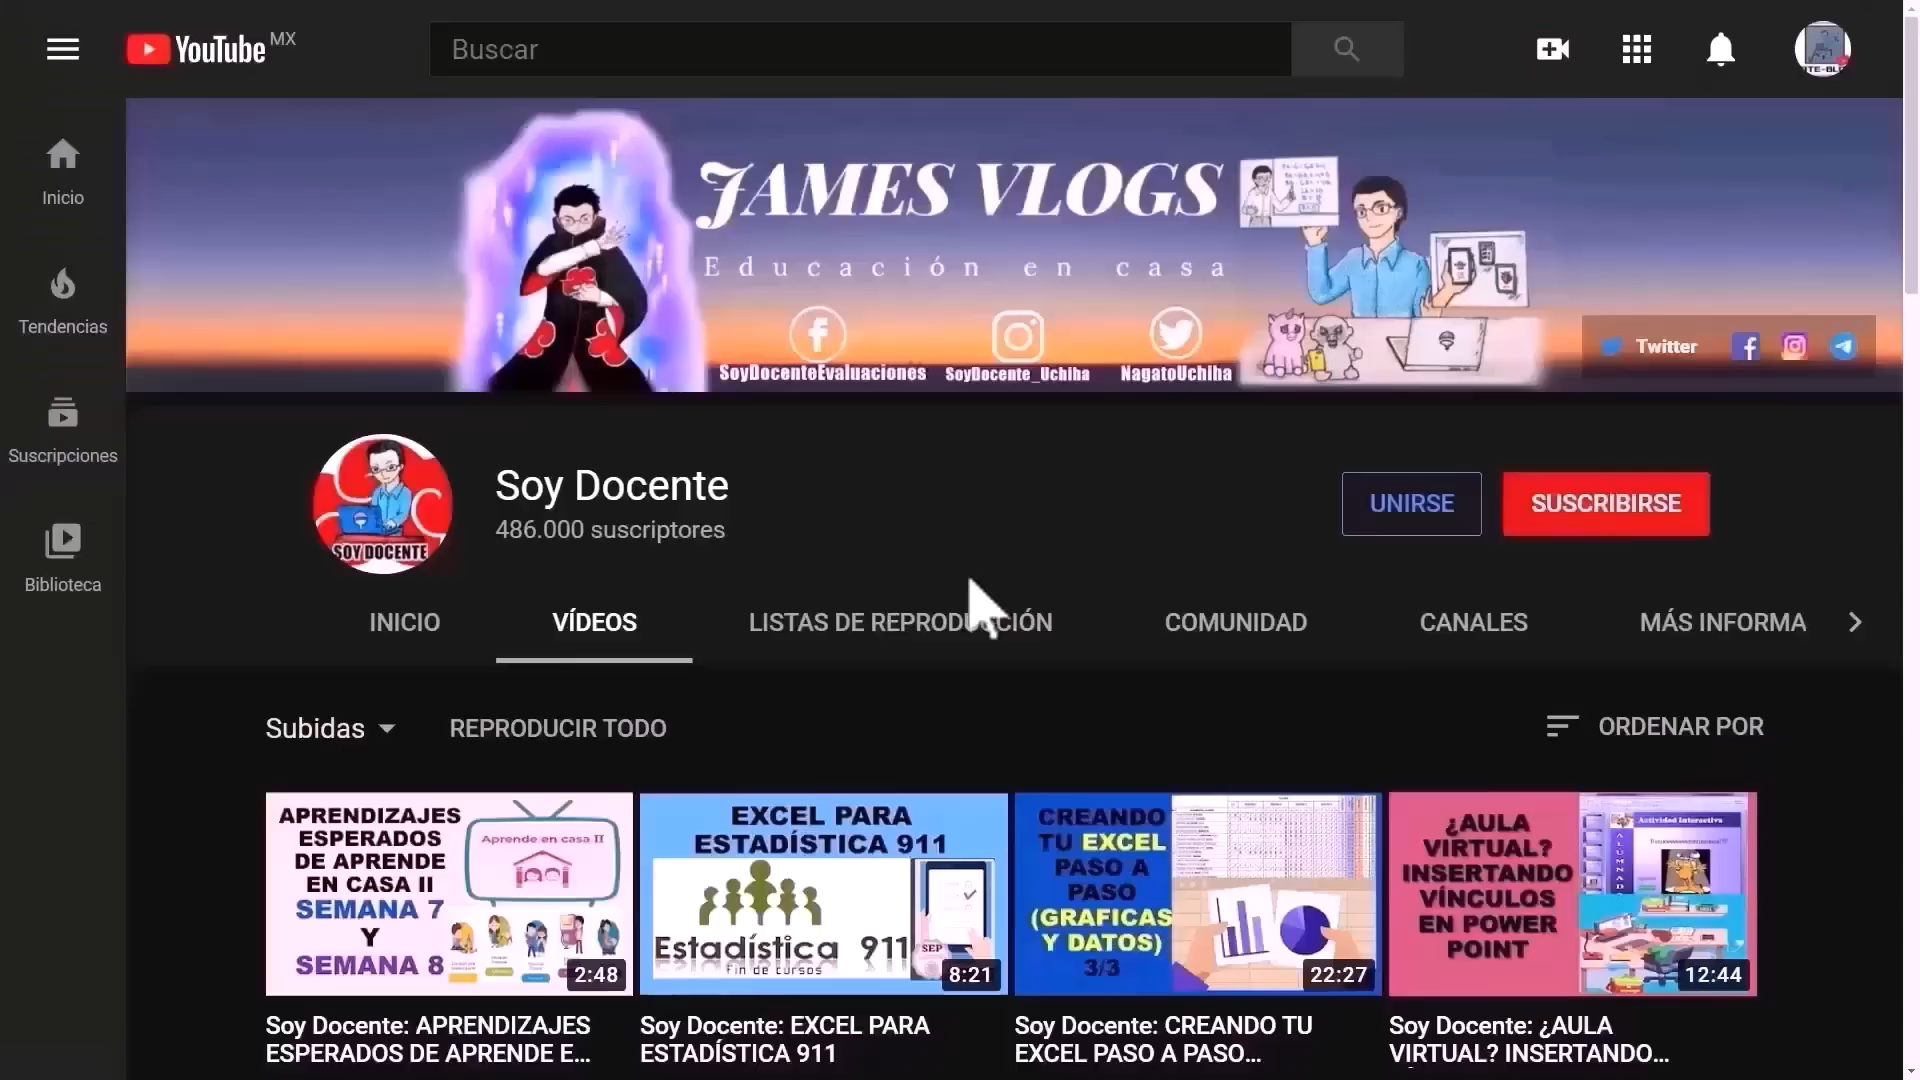 YouTube MX
Buscar
Inicio
Tendencias
Suscripciones
Biblioteca
JAMES VLOGS
Educación en casa
SoyDocenteEvaluaciones
SoyDocente_Uchiha
NagatoUchiha
Twitter
SOY DOCENTE
Soy Docente
486.000 suscriptores
UNIRSE
SUSCRIBIRSE
INICIO
VÍDEOS
LISTAS DE REPRODUCCIÓN
COMUNIDAD
CANALES
MÁS INFORMA
Subidas
REPRODUCIR TODO
ORDENAR POR
APRENDIZAJES
ESPERADOS
DE APRENDE
EN CASA II
SEMANA 7
Y
SEMANA 8
Aprende en casa II
2:48
EXCEL PARA
ESTADÍSTICA 911
Estadística 911
Fin de cursos
SEP
8:21
CREANDO
TU EXCEL
PASO A
PASO
(GRAFICAS
Y DATOS)
3/3
22:27
¿AULA
VIRTUAL?
INSERTANDO
VÍNCULOS
EN POWER
POINT
Actividad Interactiva
12:44
Soy Docente: APRENDIZAJES
ESPERADOS DE APRENDE E...
Soy Docente: EXCEL PARA
ESTADÍSTICA 911
Soy Docente: CREANDO TU
EXCEL PASO A PASO...
Soy Docente: ¿AULA
VIRTUAL? INSERTANDO...